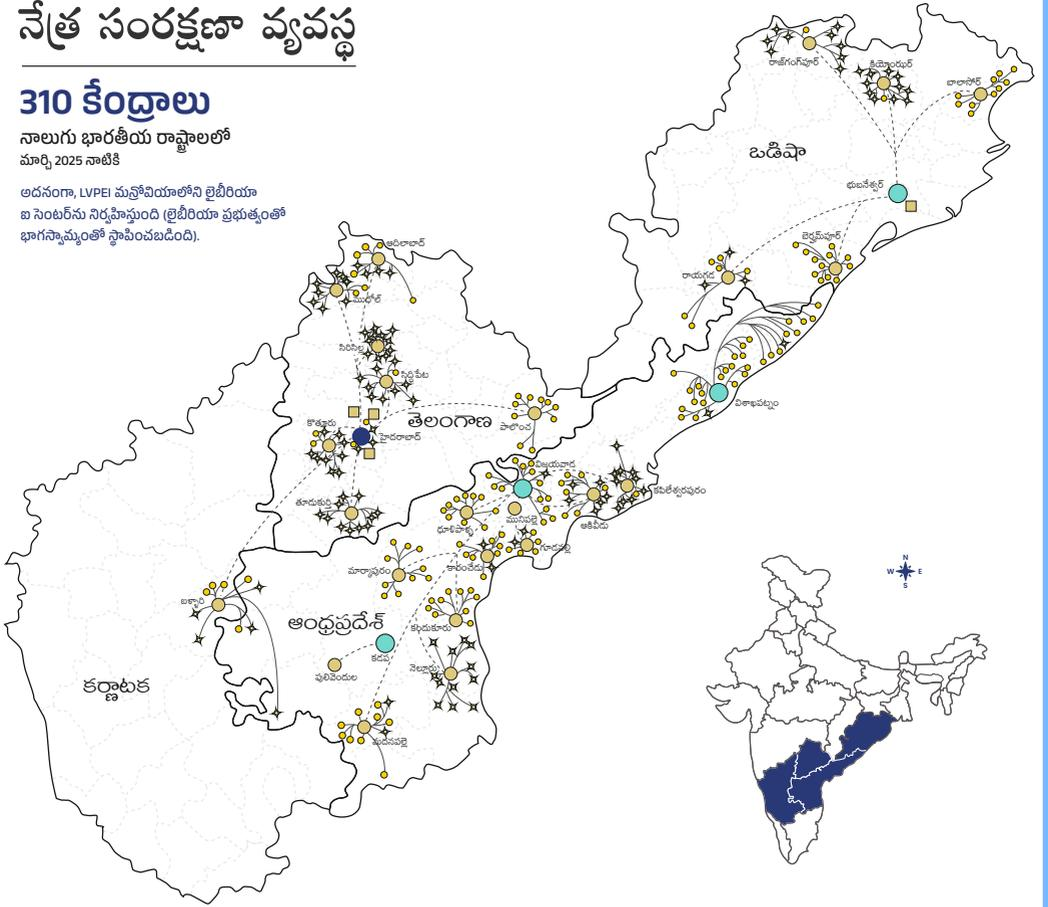 నేత్ర సంరక్షణా వ్యవస్థ
310 కేంద్రాలు
నాలుగు భారతీయ రాష్ట్రాలలో
మార్చి 2025 నాటికి
అదనంగా, LVPEI మన్రోవియాలోని లైబీరియా
ఐ సెంటర్‌ను నిర్వహిస్తుంది (లైబీరియా ప్రభుత్వంతో
భాగస్వామ్యంతో స్థాపించబడింది).
రాజ్‌గంగ్‌పూర్
కియోంఝర్
బాలాసోర్
ఒడిషా
భుబనేశ్వర్
బెర్హంపూర్
రాయగడ
ఆదిలాబాద్
ముధోల్
సిరిసిల్ల
సిద్దిపేట
కొత్తూరు
తెలంగాణ
హైదరాబాద్
పాలొంచ
విశాఖపట్నం
విజయవాడ
కపిలేశ్వరపురం
తూడుకుర్తి
ధూళిపాళ్ళ
మునిపల్లె
ఆకివీడు
గూడవల్లి
మార్కాపురం
కారంచేడు
బళ్ళారి
ఆంధ్రప్రదేశ్
కందుకూరు
కడప
పులివెందుల
నెల్లూరు
కర్ణాటక
మదనపల్లె
N
W E
S